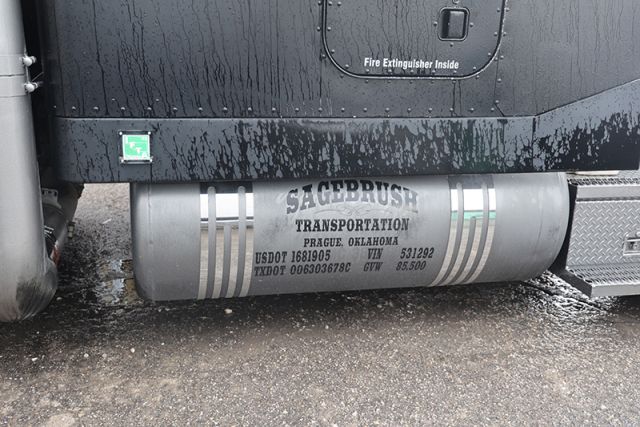 Fire Extinguisher Inside
SAGEBRUSH
TRANSPORTATION
PRAGUE, OKLAHOMA
USDOT 1681905 VIN 531292
TXDOT 006303678C GVW 85,500